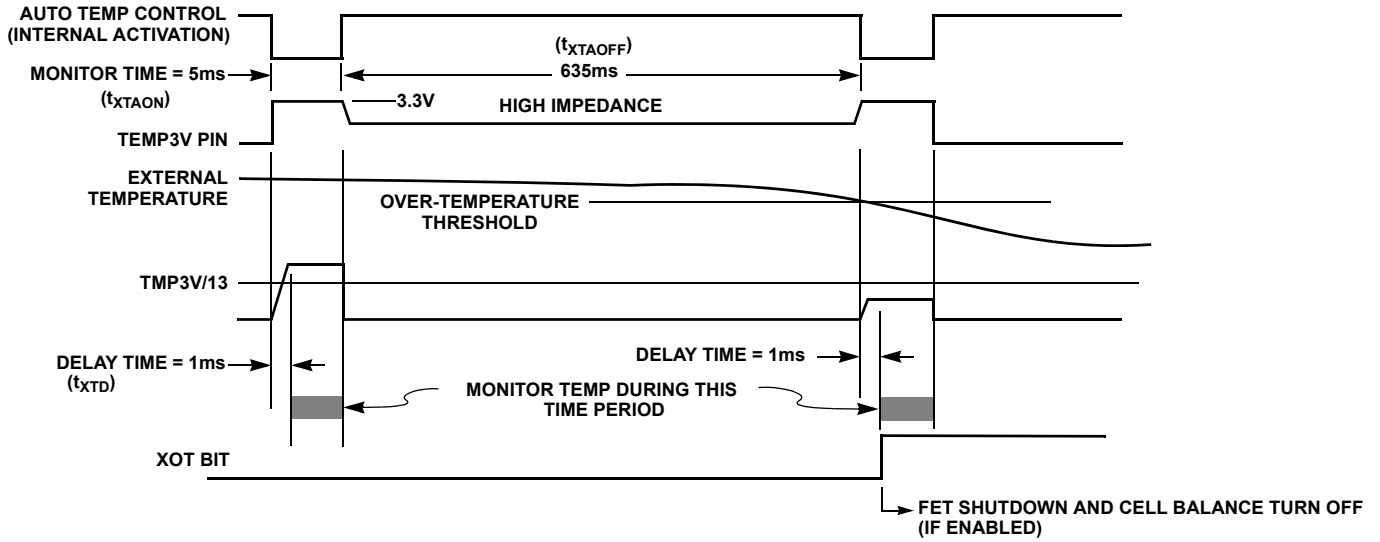 AUTO TEMP CONTROL
(INTERNAL ACTIVATION)
(tXTAOFF)
MONITOR TIME = 5ms
635ms
(tXTAON)
3.3V
HIGH IMPEDANCE
TEMP3V PIN
EXTERNAL
TEMPERATURE
OVER-TEMPERATURE
THRESHOLD
TMP3V/13
DELAY TIME = 1ms
(tXTD)
DELAY TIME = 1ms
MONITOR TEMP DURING THIS
TIME PERIOD
XOT BIT
FET SHUTDOWN AND CELL BALANCE TURN OFF
(IF ENABLED)